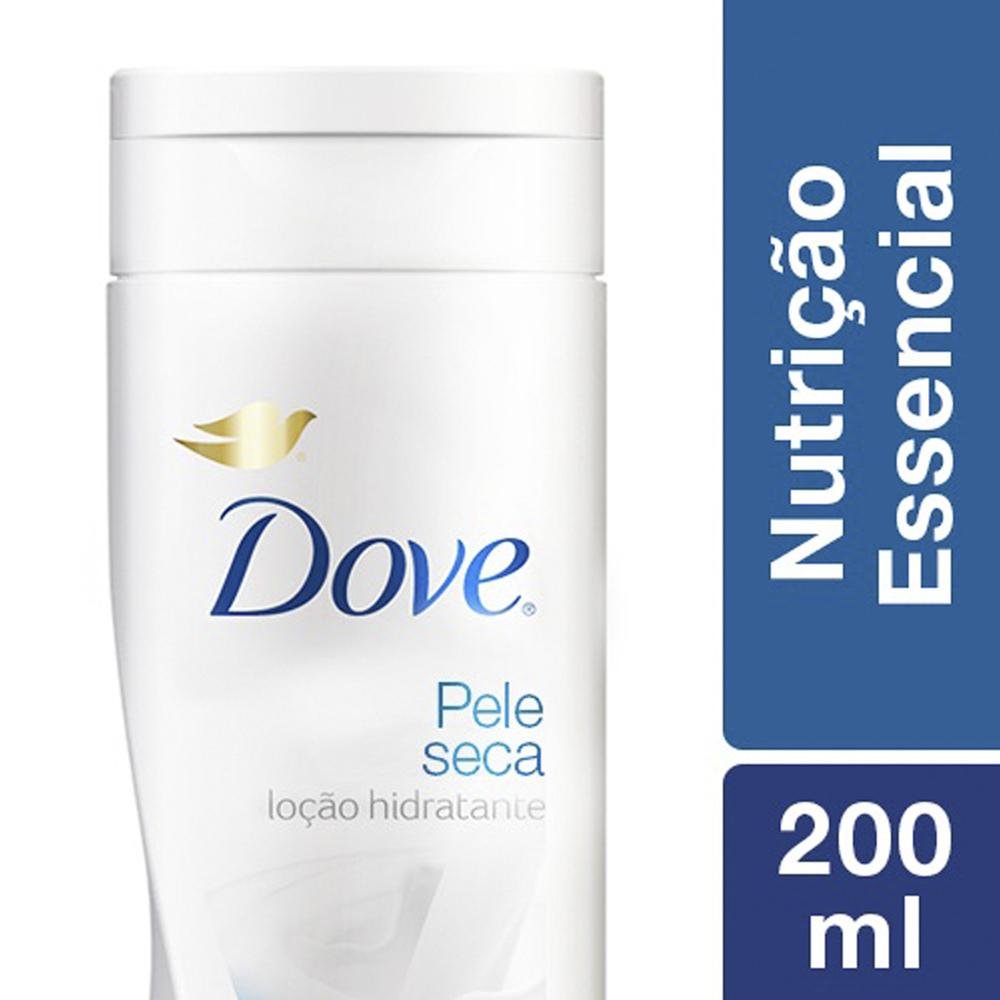 Dove
Pele
seca
loção hidratante
Nutrição
Essencial
200
ml